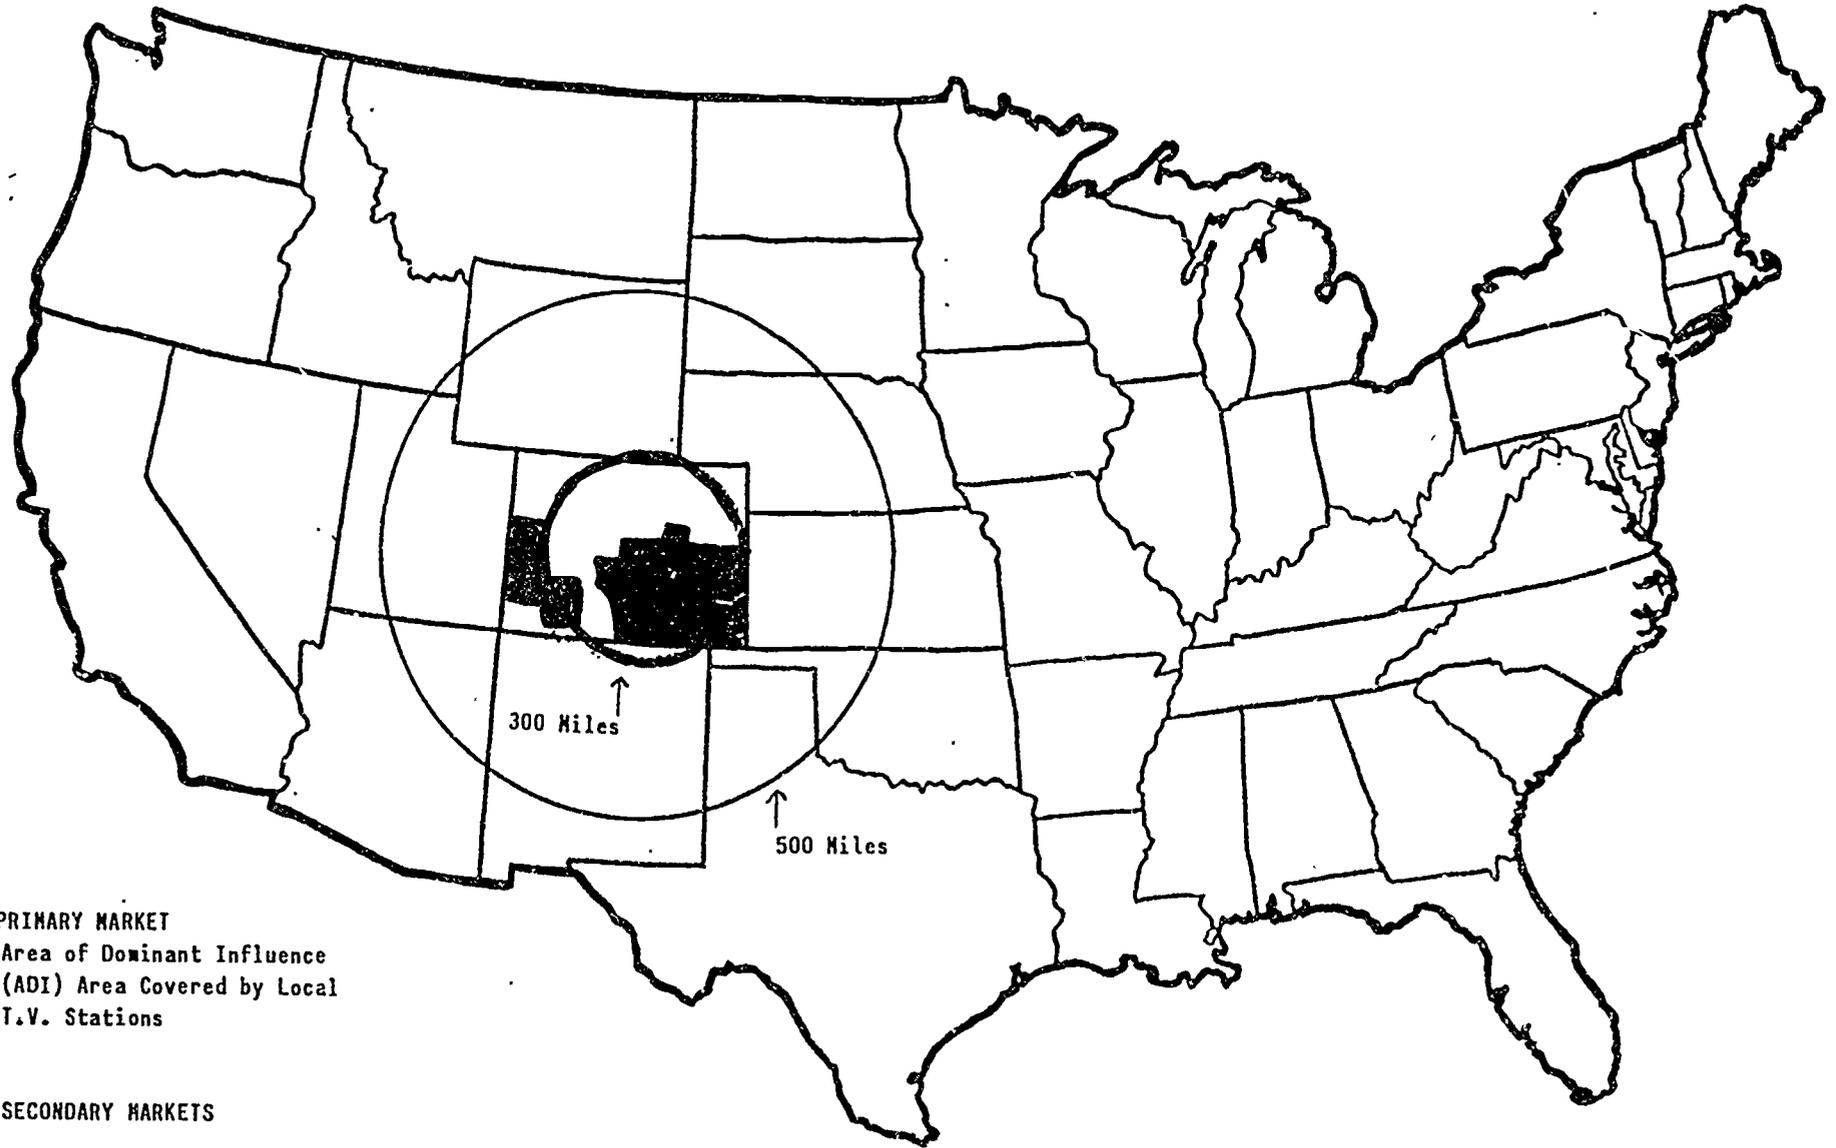 300 Miles
500 Miles
PRIMARY MARKET
Area of Dominant Influence
(ADI) Area Covered by Local
T.V. Stations
SECONDARY MARKETS